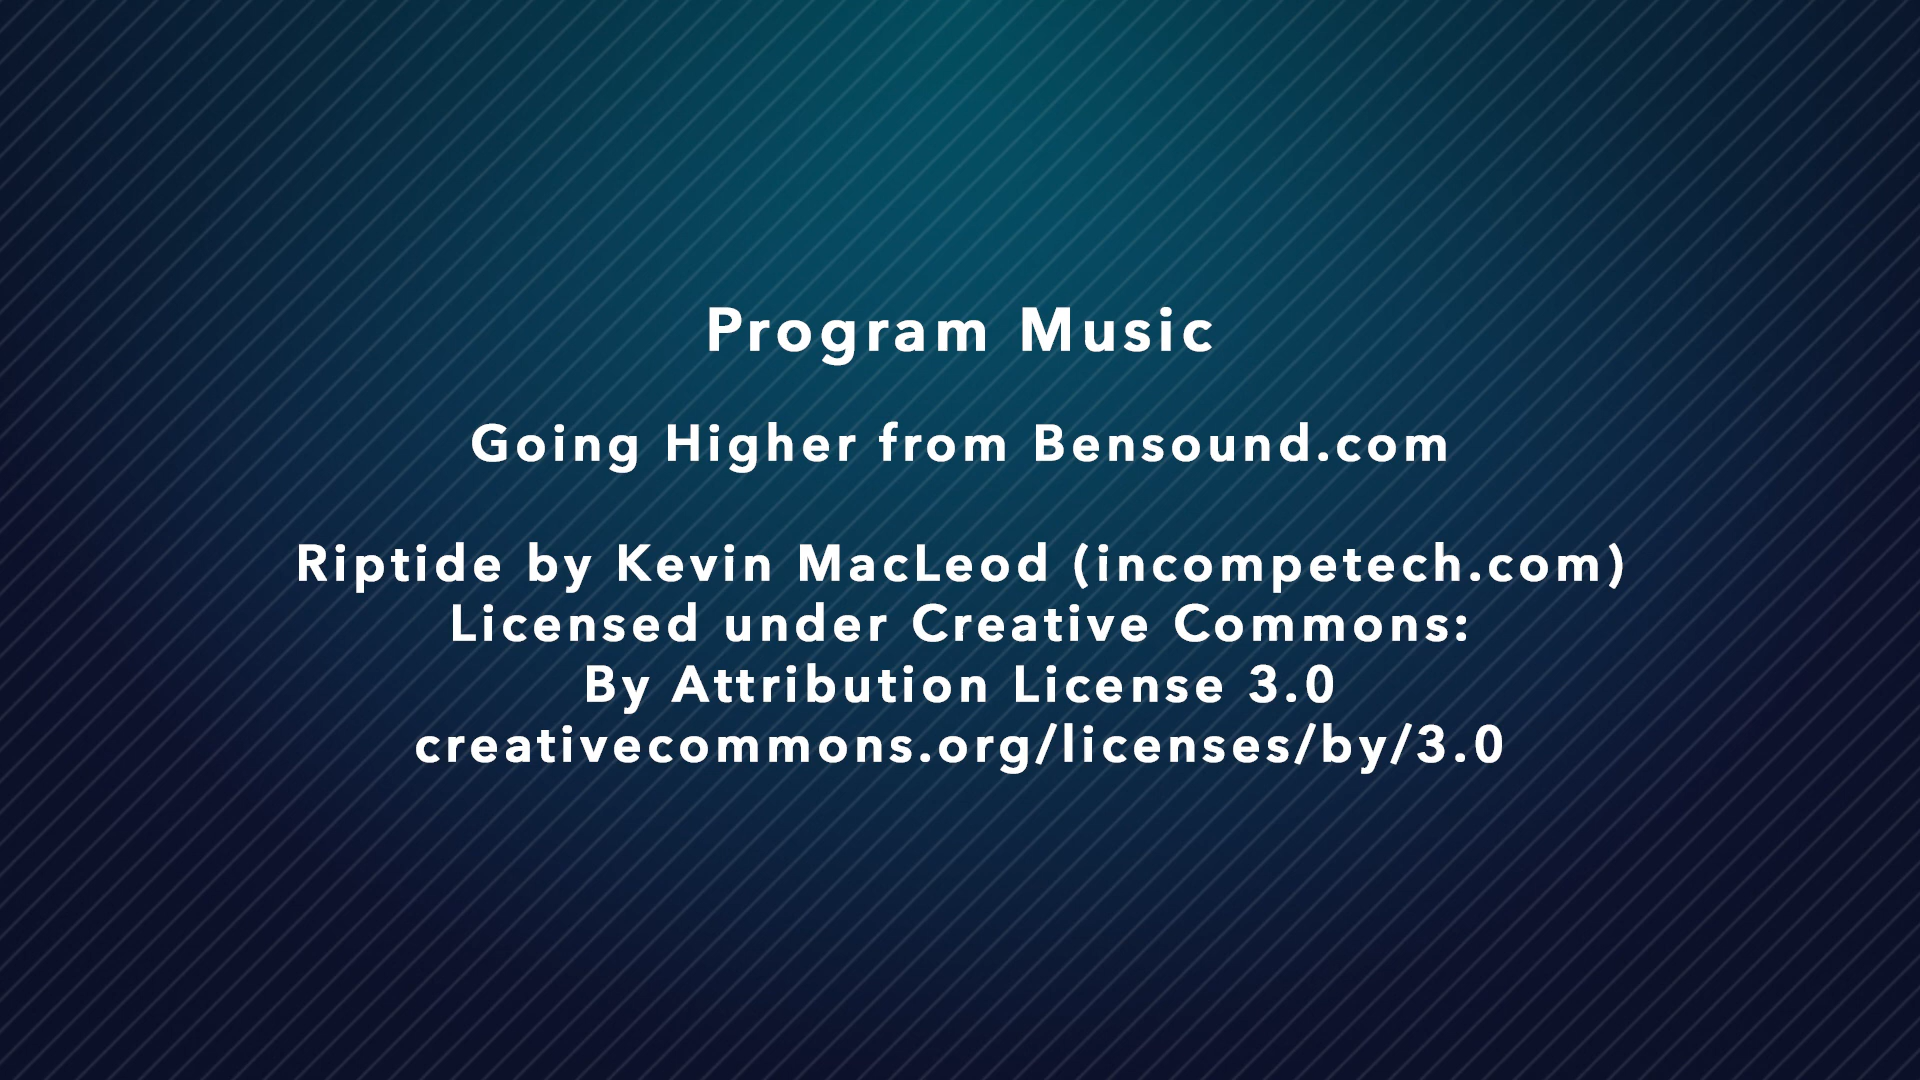 Program Music
Going Higher from Bensound.com
Riptide by Kevin MacLeod (incompetech.com)
Licensed under Creative Commons:
By Attribution License 3.0
creativecommons.org/licenses/by/3.0